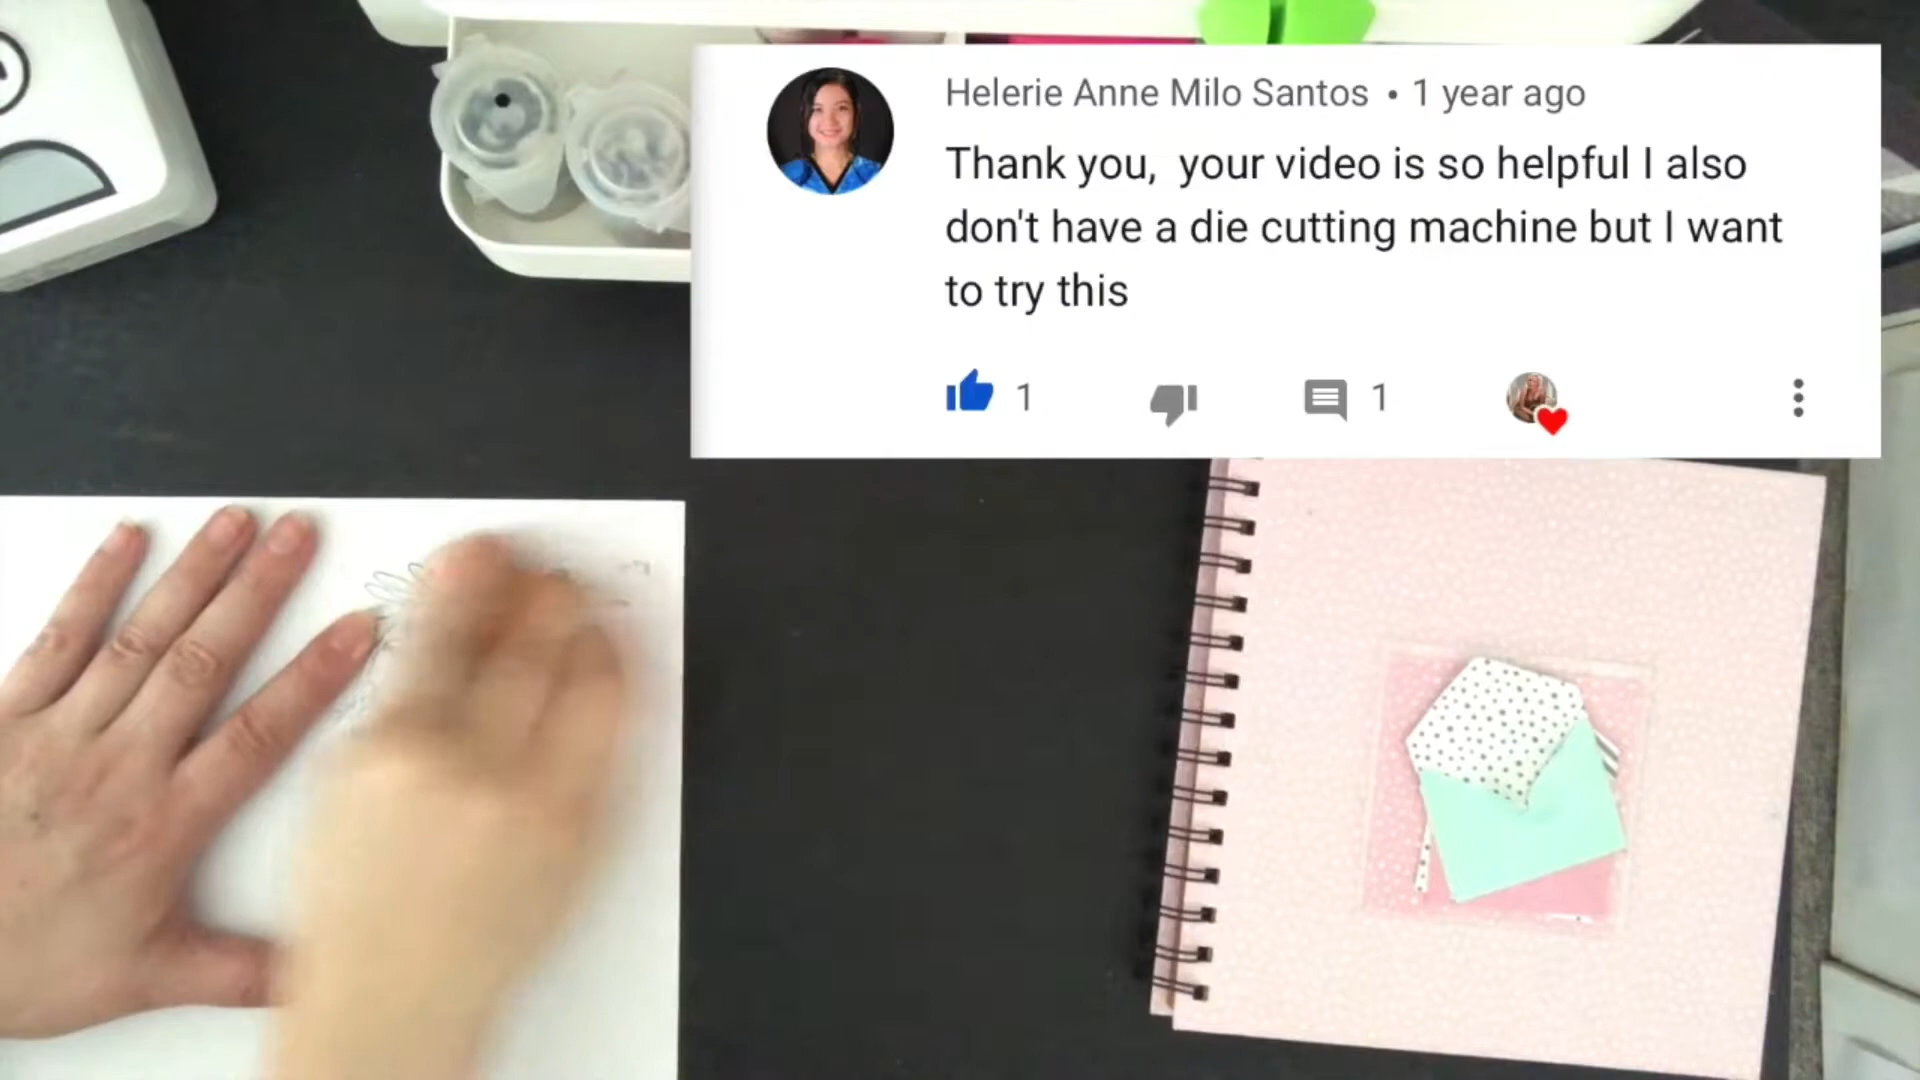 Helerie Anne Milo Santos • 1 year ago
Thank you,  your video is so helpful I also
don't have a die cutting machine but I want
to try this
1
1